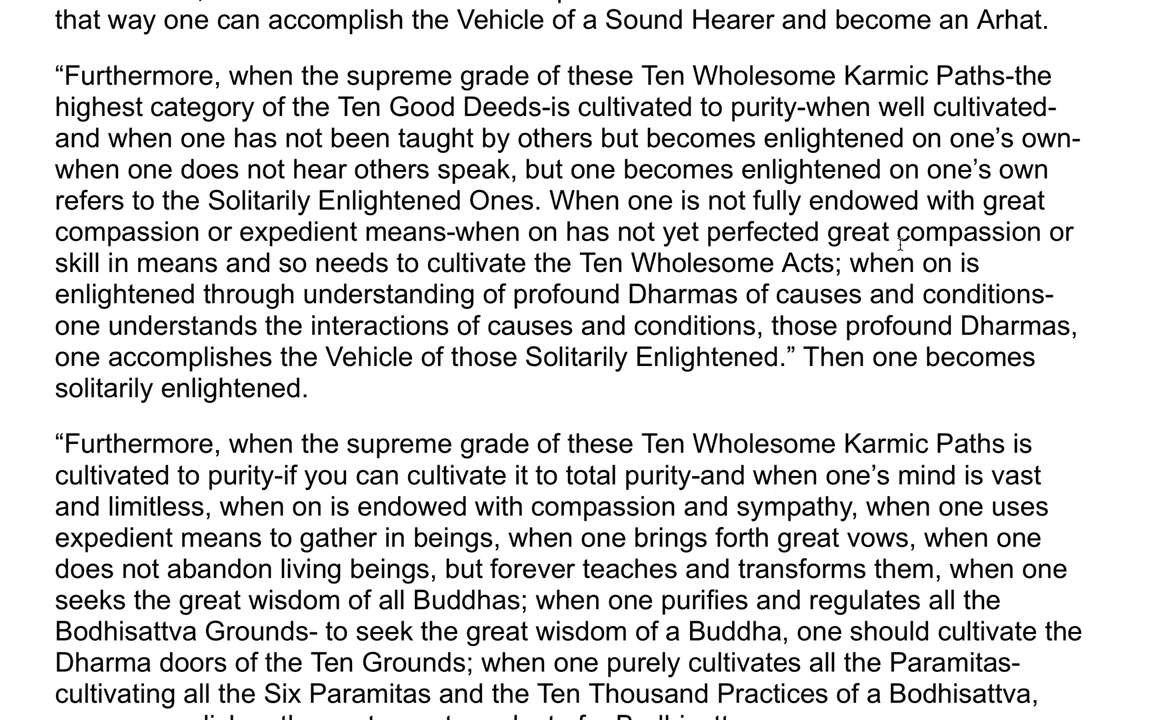 that way one can accomplish the Vehicle of a Sound Hearer and become an Arhat.
“Furthermore, when the supreme grade of these Ten Wholesome Karmic Paths-the
highest category of the Ten Good Deeds-is cultivated to purity-when well cultivated-
and when one has not been taught by others but becomes enlightened on one’s own-
when one does not hear others speak, but one becomes enlightened on one’s own
refers to the Solitarily Enlightened Ones. When one is not fully endowed with great
compassion or expedient means-when on has not yet perfected great compassion or
skill in means and so needs to cultivate the Ten Wholesome Acts; when on is
enlightened through understanding of profound Dharmas of causes and conditions-
one understands the interactions of causes and conditions, those profound Dharmas,
one accomplishes the Vehicle of those Solitarily Enlightened.” Then one becomes
solitarily enlightened.
“Furthermore, when the supreme grade of these Ten Wholesome Karmic Paths is
cultivated to purity-if you can cultivate it to total purity-and when one’s mind is vast
and limitless, when on is endowed with compassion and sympathy, when one uses
expedient means to gather in beings, when one brings forth great vows, when one
does not abandon living beings, but forever teaches and transforms them, when one
seeks the great wisdom of all Buddhas; when one purifies and regulates all the
Bodhisattva Grounds- to seek the great wisdom of a Buddha, one should cultivate the
Dharma doors of the Ten Grounds; when one purely cultivates all the Paramitas-
cultivating all the Six Paramitas and the Ten Thousand Practices of a Bodhisattva,